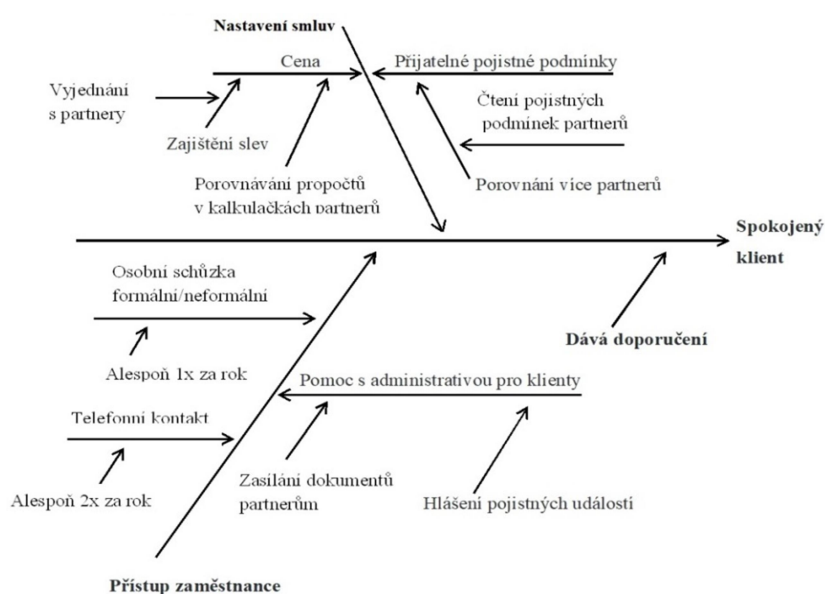 Nastavení smluv
Cena
Přijatelné pojistné podmínky
Vyjednání
s partnery
Čtení pojistných
podmínek partnerů
Zajištění slev
Porovnávání propočtů
v kalkulačkách partnerů
Porovnání více partnerů
Spokojený
klient
Osobní schůzka
formální/neformální
Dává doporučení
Alespoň 1x za rok
Pomoc s administrativou pro klienty
Telefonní kontakt
Zasílání dokumentů
partnerům
Alespoň 2x za rok
Hlášení pojistných událostí
Přístup zaměstnance